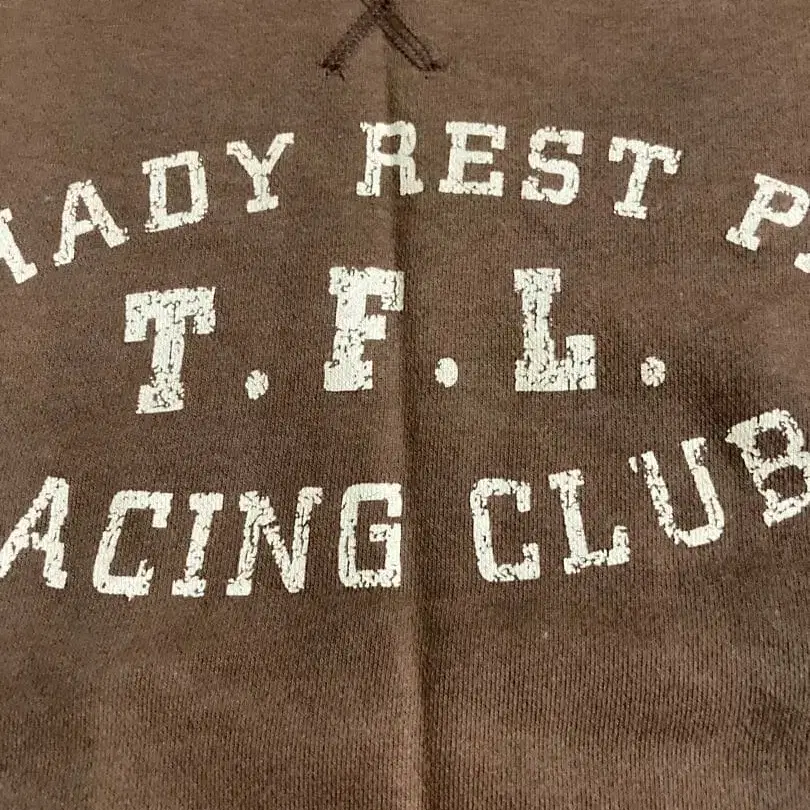 HADY REST P
T.F.L.
ACING CLUB